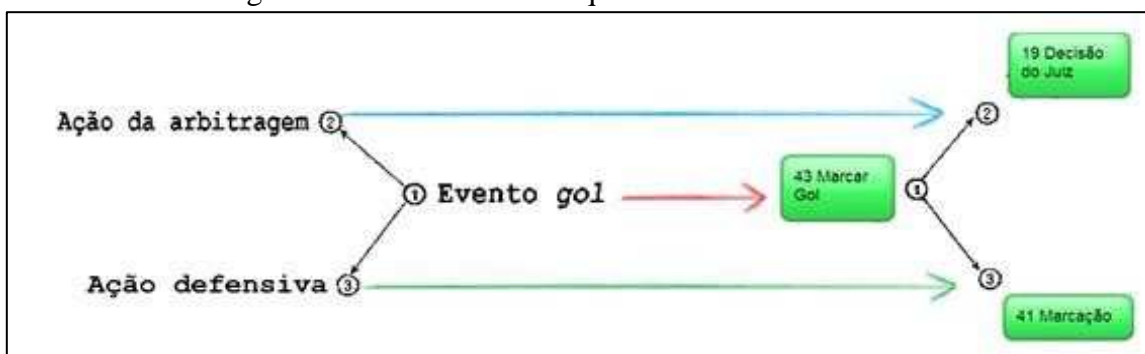 19 Decisão
do Juiz
Ação da arbitragem 2
2
43 Marcar
Gol
1 Evento gol
1
Ação defensiva 3
3
41 Marcação